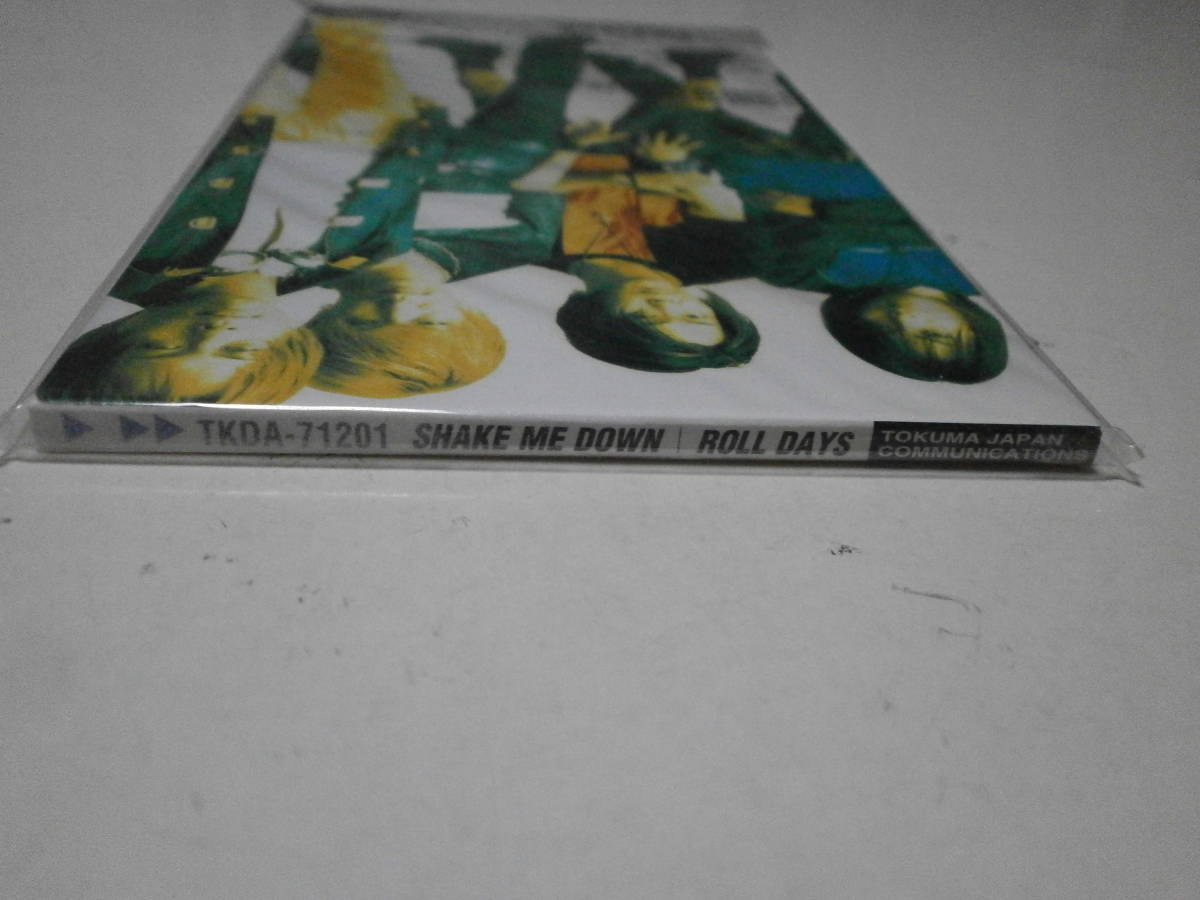 TKDA-71201 SHAKE ME DOWN | ROLL DAYS
TOKUMA JAPAN
COMMUNICATIONS